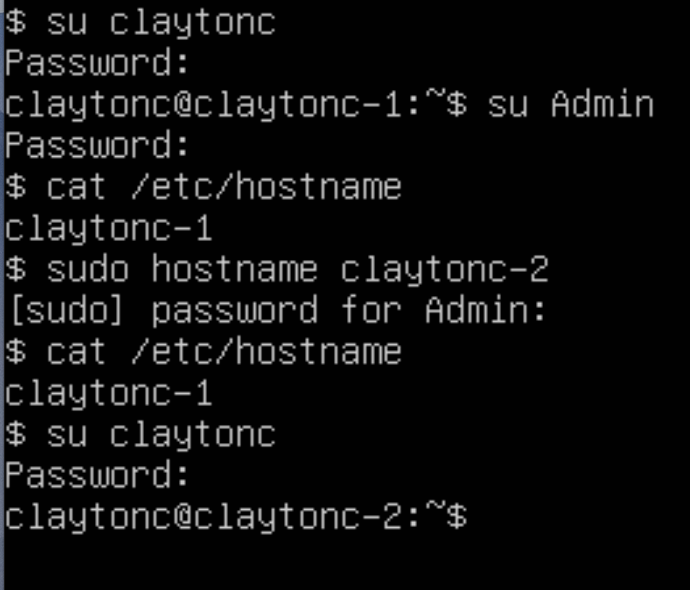 $ su claytonc
Password:
claytonc@claytonc-1:~$ su Admin
Password:
$ cat /etc/hostname
claytonc-1
$ sudo hostname claytonc-2
[sudo] password for Admin:
$ cat /etc/hostname
claytonc-1
$ su claytonc
Password:
claytonc@claytonc-2:~$